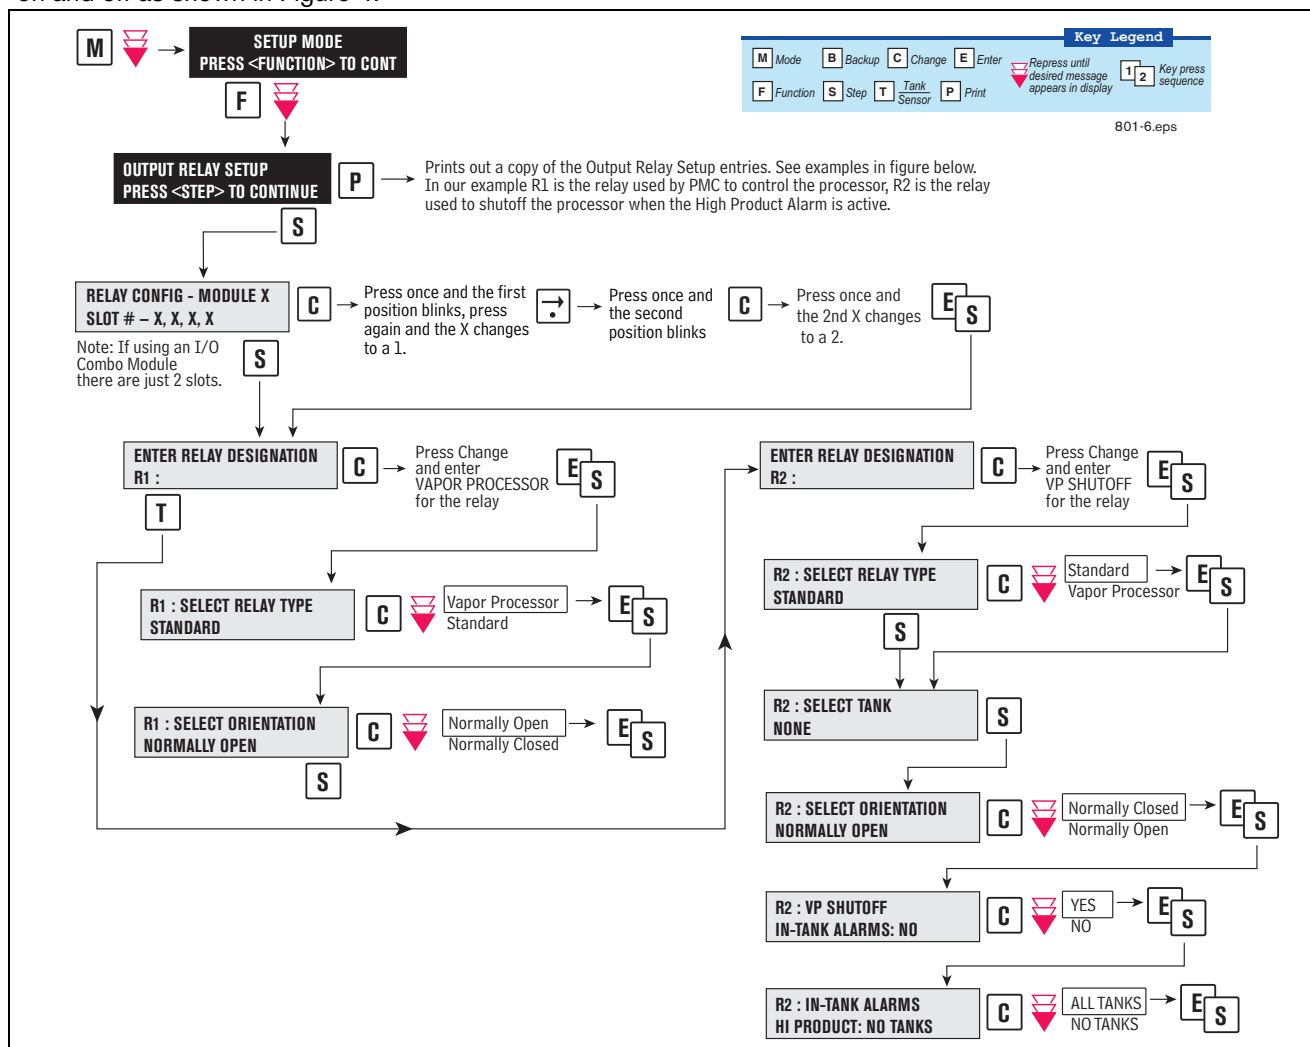 M
SETUP MODE
PRESS <FUNCTION> TO CONT
Key Legend
M Mode B Backup C Change E Enter
F Function S Step T Tank
Sensor P Print
Repress until
desired message
appears in display
1 2 Key press
sequence
801-6.eps
F
OUTPUT RELAY SETUP
PRESS <STEP> TO CONTINUE
P
Prints out a copy of the Output Relay Setup entries. See examples in figure below.
In our example R1 is the relay used by PMC to control the processor, R2 is the relay
used to shutoff the processor when the High Product Alarm is active.
S
RELAY CONFIG - MODULE X
SLOT # – X, X, X, X
C
Press once and the first
position blinks, press
again and the X changes
to a 1.
Press once and
the second
position blinks
C
Press once and
the 2nd X changes
to a 2.
E
S
Note: If using an I/O
Combo Module
there are just 2 slots.
S
ENTER RELAY DESIGNATION
R1 :
C
Press Change
and enter
VAPOR PROCESSOR
for the relay
E
S
T
R1 : SELECT RELAY TYPE
STANDARD
C
Vapor Processor
Standard
E
S
R1 : SELECT ORIENTATION
NORMALLY OPEN
C
Normally Open
Normally Closed
E
S
S
ENTER RELAY DESIGNATION
R2 :
C
Press Change
and enter
VP SHUTOFF
for the relay
E
S
R2 : SELECT RELAY TYPE
STANDARD
C
Standard
Vapor Processor
E
S
S
R2 : SELECT TANK
NONE
S
R2 : SELECT ORIENTATION
NORMALLY OPEN
C
Normally Closed
Normally Open
E
S
R2 : VP SHUTOFF
IN-TANK ALARMS: NO
C
YES
NO
E
S
R2 : IN-TANK ALARMS
HI PRODUCT: NO TANKS
C
ALL TANKS
NO TANKS
E
S